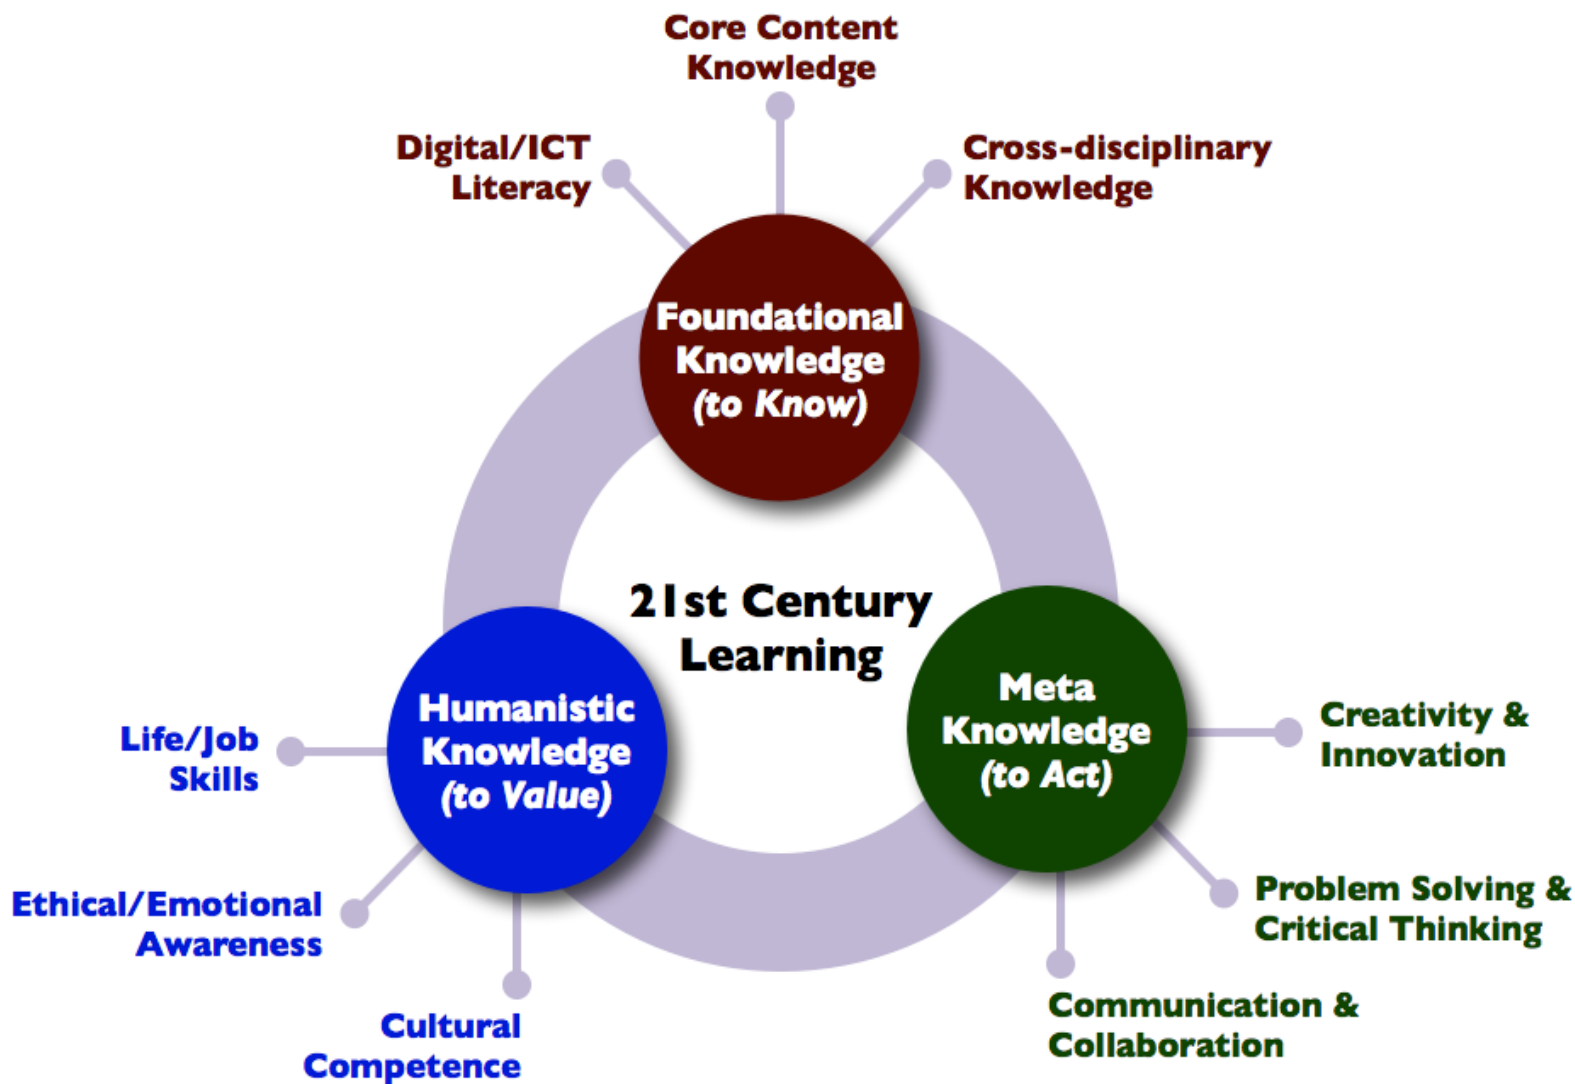 Core Content
Knowledge
Digital/ICT
Literacy
Cross-disciplinary
Knowledge
Foundational
Knowledge
(to Know)
21st Century
Learning
Humanistic
Knowledge
(to Value)
Meta
Knowledge
(to Act)
Life/Job
Skills
Ethical/Emotional
Awareness
Cultural
Competence
Creativity &
Innovation
Problem Solving &
Critical Thinking
Communication &
Collaboration